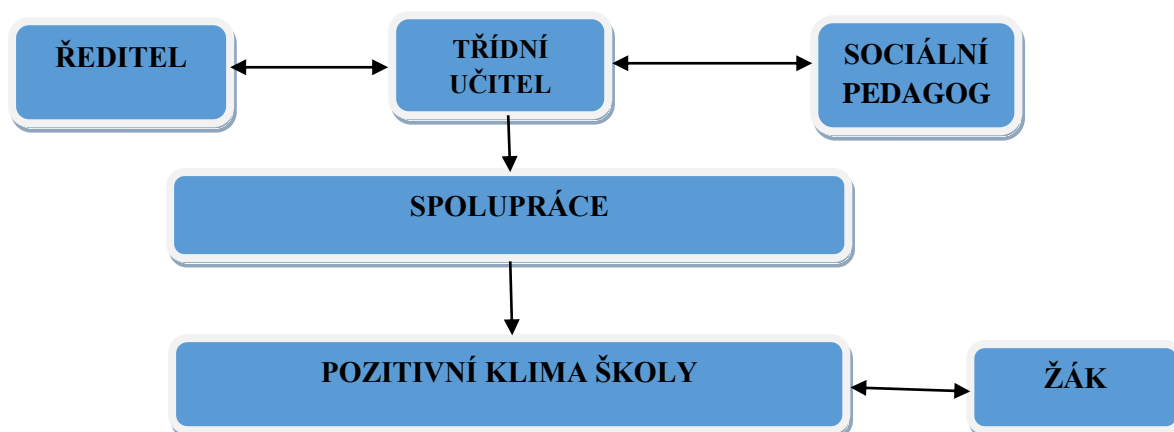 ŘEDITEL
TŘÍDNÍ
UČITEL
SOCIÁLNÍ
PEDAGOG
SPOLUPRÁCE
POZITIVNÍ KLIMA ŠKOLY
ŽÁK